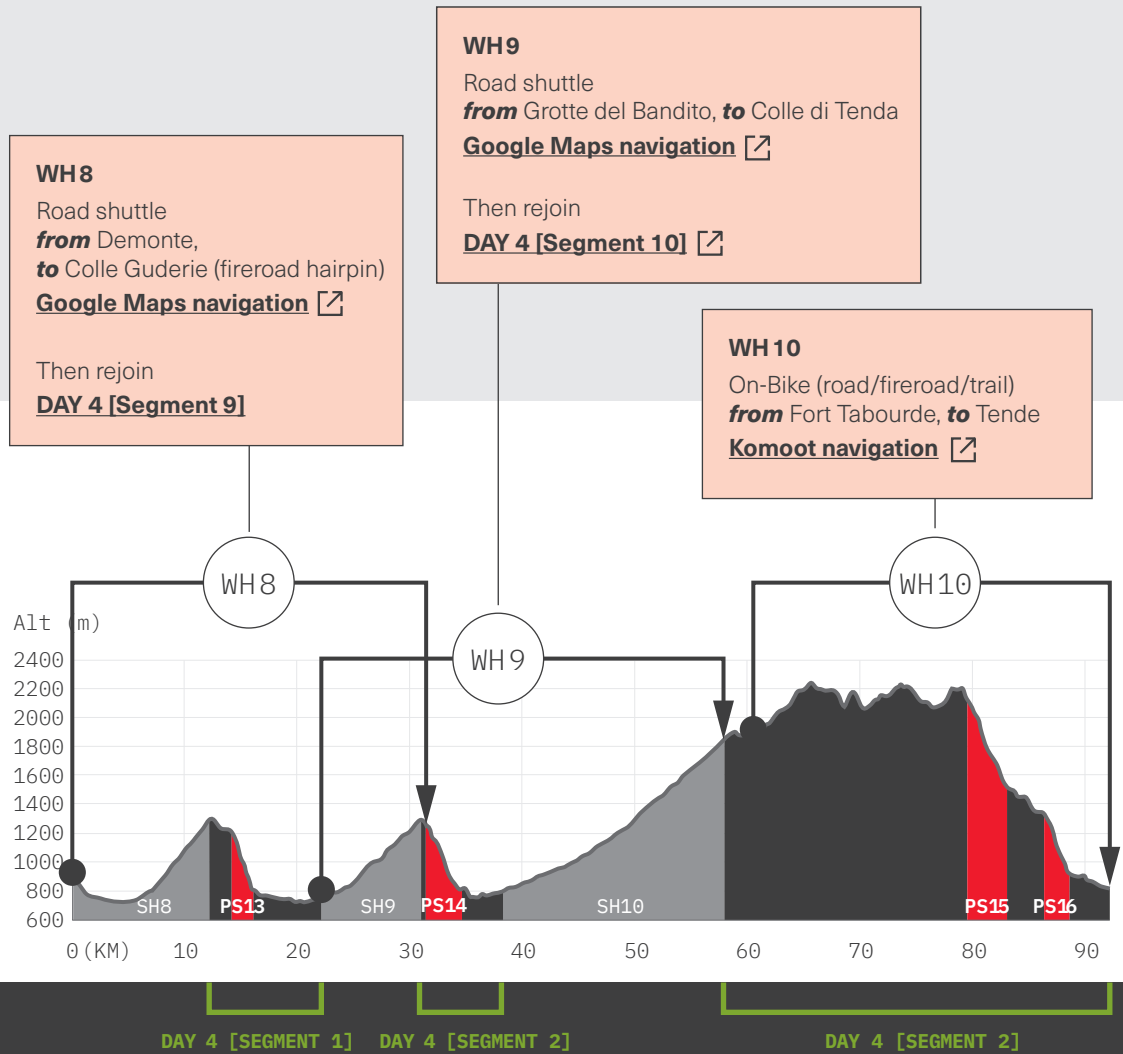 WH9
Road shuttle
from Grotte del Bandito, to Colle di Tenda
Google Maps navigation
Then rejoin
DAY 4 [Segment 10]
WH8
Road shuttle
from Demonte,
to Colle Guderie (fireroad hairpin)
Google Maps navigation
Then rejoin
DAY 4 [Segment 9]
WH10
On-Bike (road/fireroad/trail)
from Fort Tabourde, to Tende
Komoot navigation
WH8
WH9
WH10
Alt (m)
2400
2200
2000
1800
1600
1400
1200
1000
800
600
SH8
PS13
SH9
PS14
SH10
PS15
PS16
0(KM) 10 20 30 40 50 60 70 80 90
DAY 4 [SEGMENT 1] DAY 4 [SEGMENT 2] DAY 4 [SEGMENT 2]